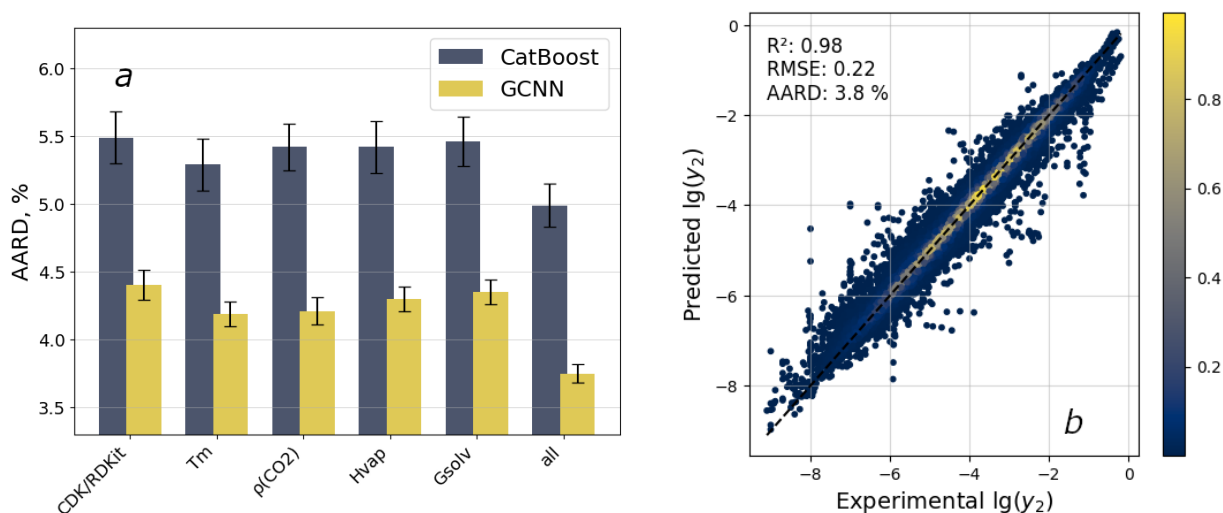 a
CatBoost
GCNN
AARD, %
6.0
5.5
5.0
4.5
4.0
3.5
CDK/RDKit
Tm
ρ(CO2)
Hvap
Gsolv
all
R²: 0.98
RMSE: 0.22
AARD: 3.8 %
Predicted lg(y₂)
0
−2
−4
−6
−8
−8
−6
−4
−2
0
Experimental lg(y₂)
b
0.8
0.6
0.4
0.2